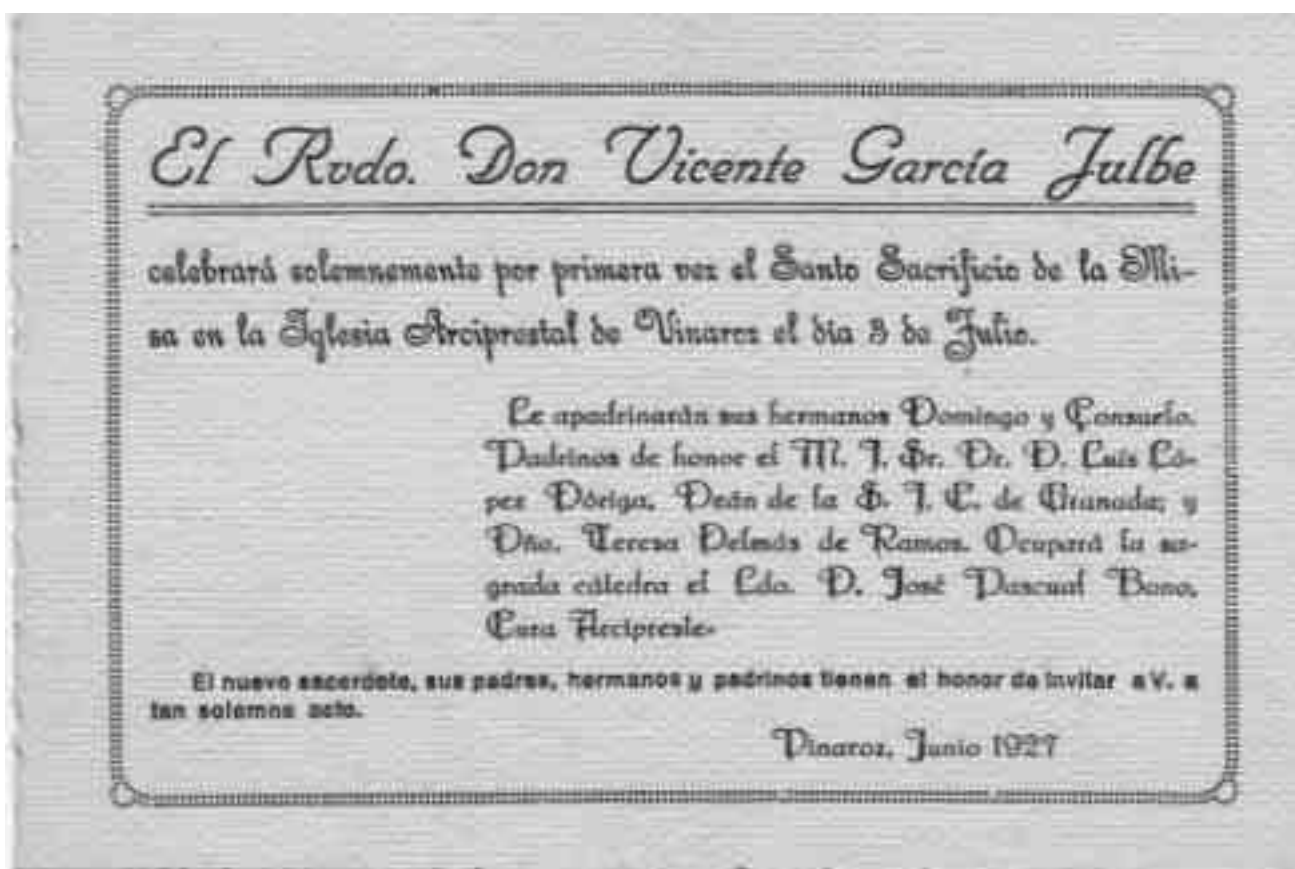 El Rvdo. Don Vicente García Julbe
celebrará solemnemente por primera vez el Santo Sacrificio de la Mi-
sa en la Iglesia Arciprestal de Vinaroz el día 3 de Julio.
Le apadrinarán sus hermanos Domingo y Consuelo.
Padrinos de honor el M. I. Sr. Dr. D. Luis Ló-
pez Dóriga, Deán de la S. I. C. de Granada; y
Dña. Teresa Delmás de Ramos. Ocupará la sa-
grada cátedra el Ldo. D. José Pascual Bono,
Cura Arcipreste.
El nuevo sacerdote, sus padres, hermanos y padrinos tienen el honor de invitar a V. a
tan solemne acto.
Vinaroz, Junio 1927